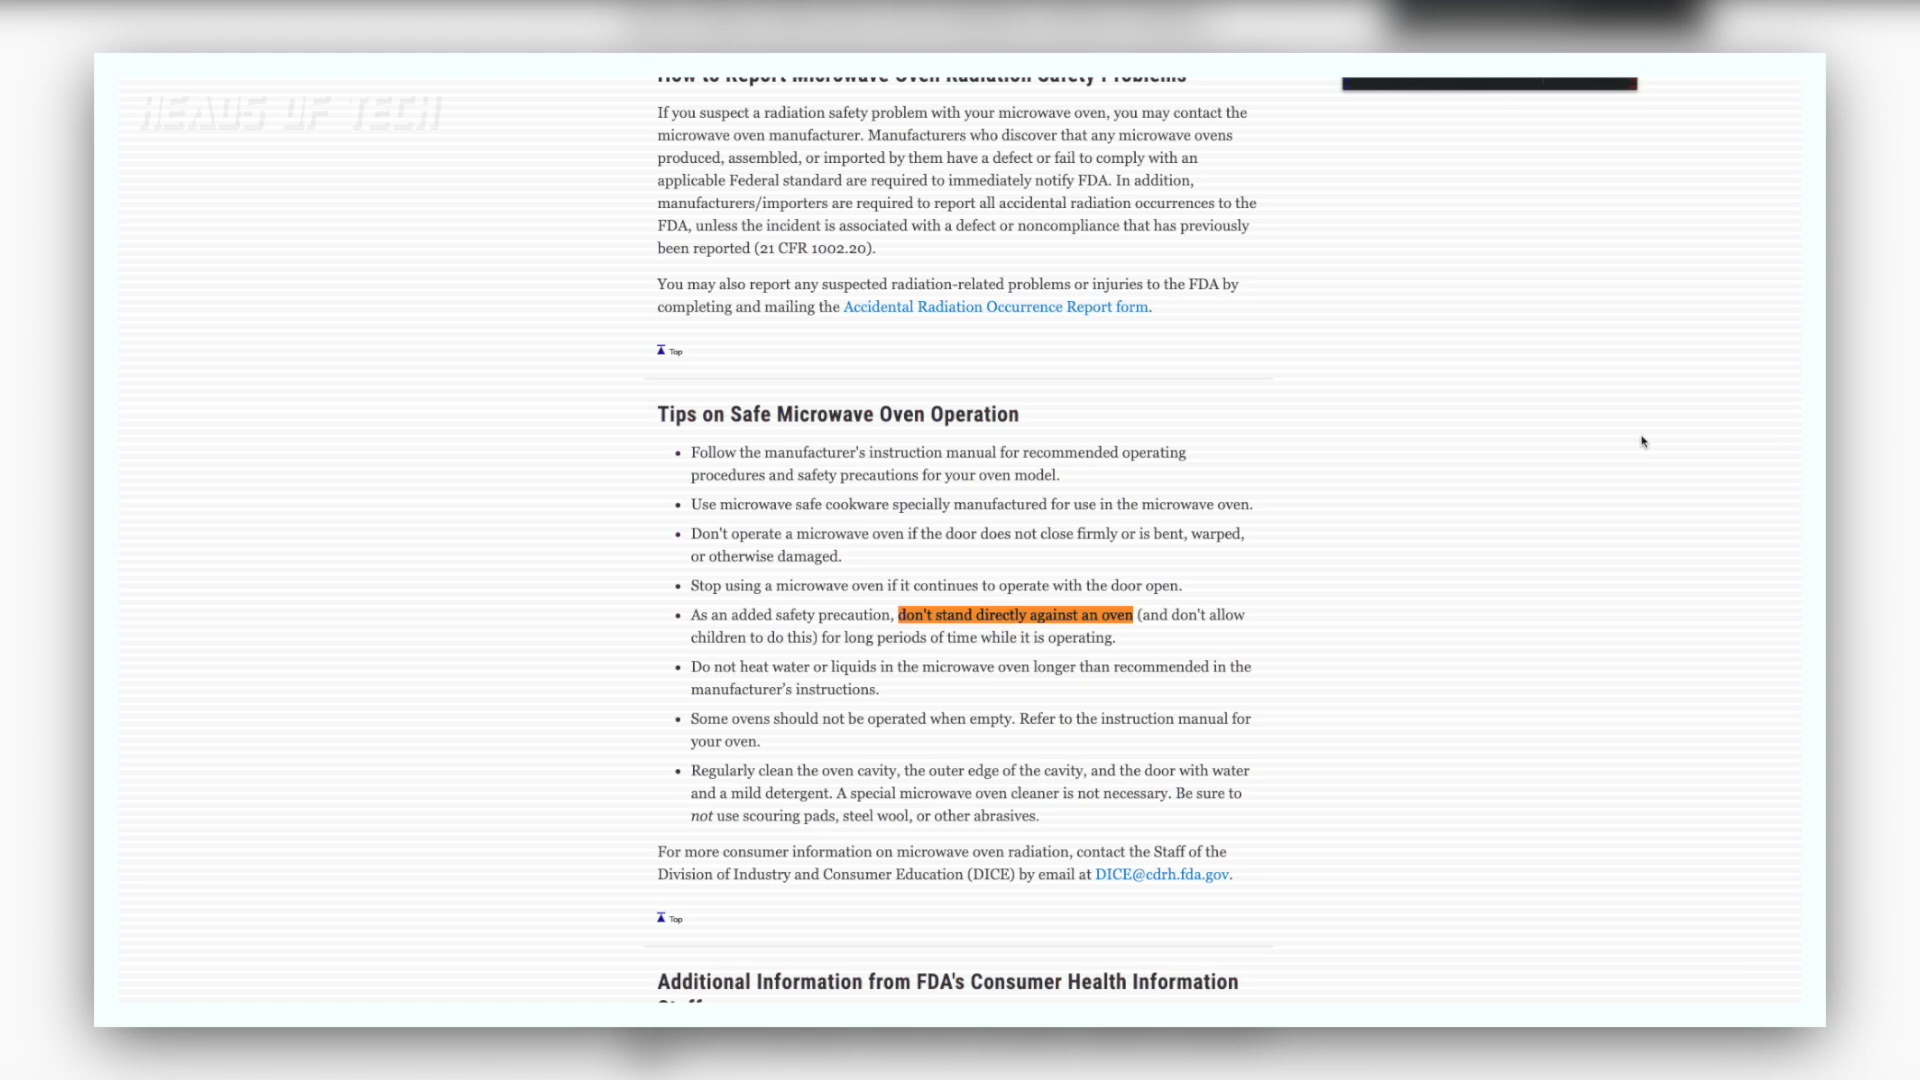 HEADS OF TECH
How to Report Microwave Oven Radiation Safety Problems
If you suspect a radiation safety problem with your microwave oven, you may contact the
microwave oven manufacturer. Manufacturers who discover that any microwave ovens
produced, assembled, or imported by them have a defect or fail to comply with an
applicable Federal standard are required to immediately notify FDA. In addition,
manufacturers/importers are required to report all accidental radiation occurrences to the
FDA, unless the incident is associated with a defect or noncompliance that has previously
been reported (21 CFR 1002.20).
You may also report any suspected radiation-related problems or injuries to the FDA by
completing and mailing the Accidental Radiation Occurrence Report form.
Top
Tips on Safe Microwave Oven Operation
• Follow the manufacturer's instruction manual for recommended operating
procedures and safety precautions for your oven model.
• Use microwave safe cookware specially manufactured for use in the microwave oven.
• Don't operate a microwave oven if the door does not close firmly or is bent, warped,
or otherwise damaged.
• Stop using a microwave oven if it continues to operate with the door open.
• As an added safety precaution, don't stand directly against an oven (and don't allow
children to do this) for long periods of time while it is operating.
• Do not heat water or liquids in the microwave oven longer than recommended in the
manufacturer’s instructions.
• Some ovens should not be operated when empty. Refer to the instruction manual for
your oven.
• Regularly clean the oven cavity, the outer edge of the cavity, and the door with water
and a mild detergent. A special microwave oven cleaner is not necessary. Be sure to
not use scouring pads, steel wool, or other abrasives.
For more consumer information on microwave oven radiation, contact the Staff of the
Division of Industry and Consumer Education (DICE) by email at DICE@cdrh.fda.gov.
Top
Additional Information from FDA's Consumer Health Information
Staff